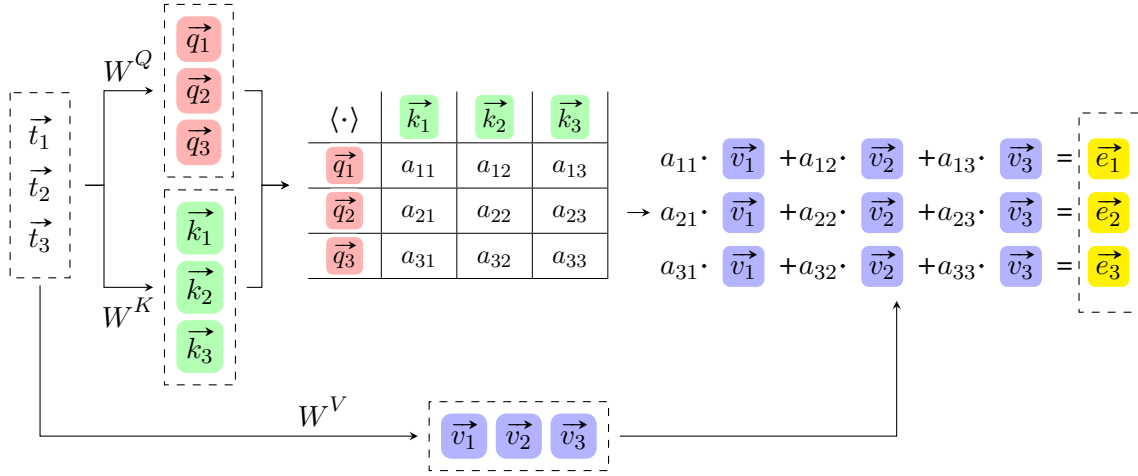 W^Q
q₁→
q₂→
q₃→
t₁→
t₂→
t₃→
W^K
k₁→
k₂→
k₃→
⟨·⟩ k₁→ k₂→ k₃→
q₁→ a₁₁ a₁₂ a₁₃
q₂→ a₂₁ a₂₂ a₂₃
q₃→ a₃₁ a₃₂ a₃₃
a₁₁· v₁→ +a₁₂· v₂→ +a₁₃· v₃→ = e₁→
a₂₁· v₁→ +a₂₂· v₂→ +a₂₃· v₃→ = e₂→
a₃₁· v₁→ +a₃₂· v₂→ +a₃₃· v₃→ = e₃→
W^V
v₁→ v₂→ v₃→